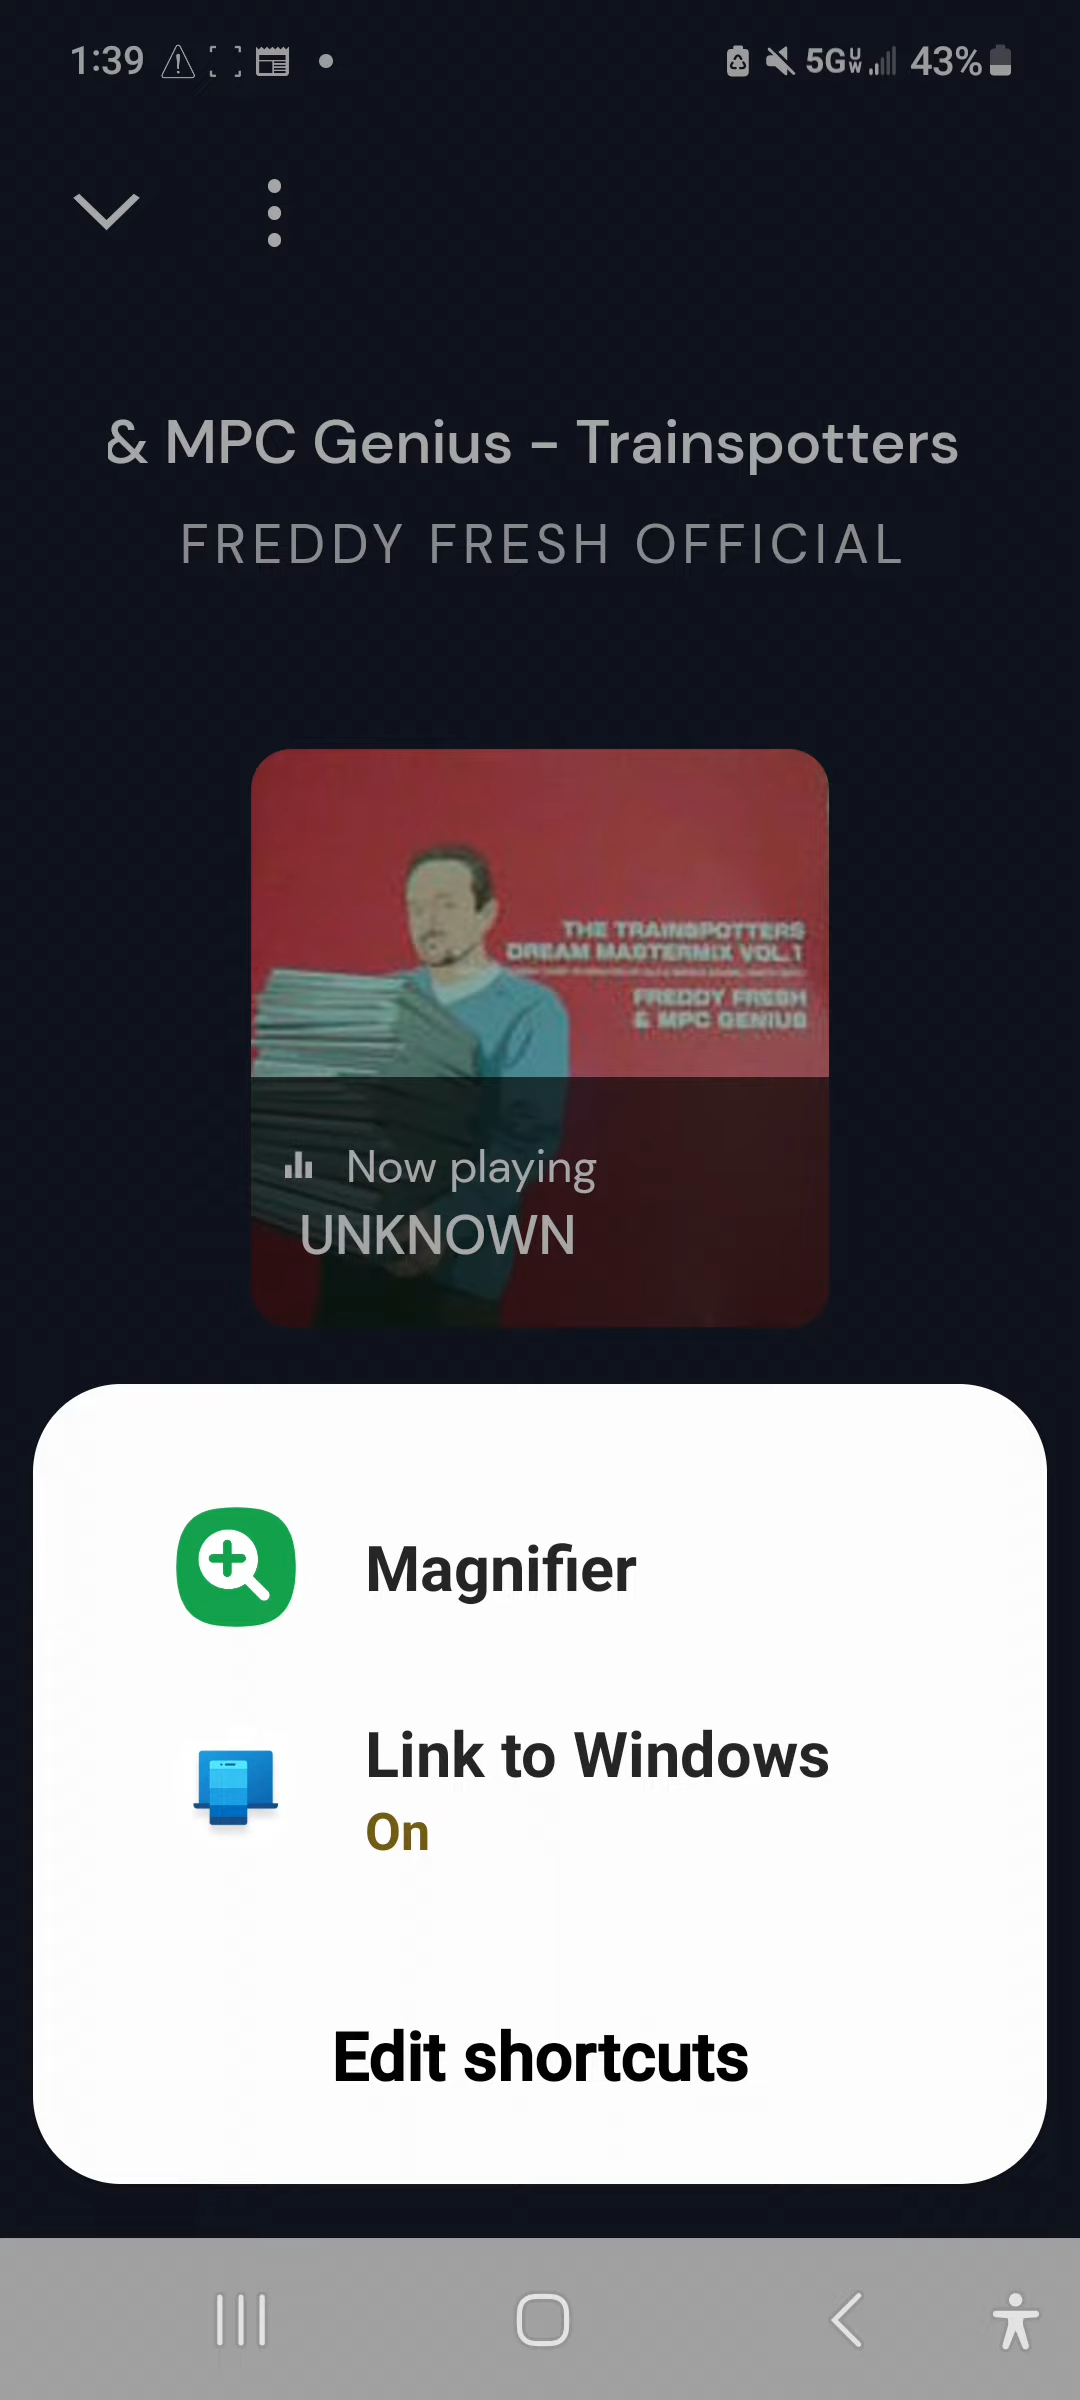 1:39 5G UW 43%
& MPC Genius - Trainspotters
FREDDY FRESH OFFICIAL
THE TRAINSPOTTERS
DREAM MASTERMIX VOL.1
FREDDY FRESH
& MPC GENIUS
Now playing
UNKNOWN
Magnifier
Link to Windows
On
Edit shortcuts